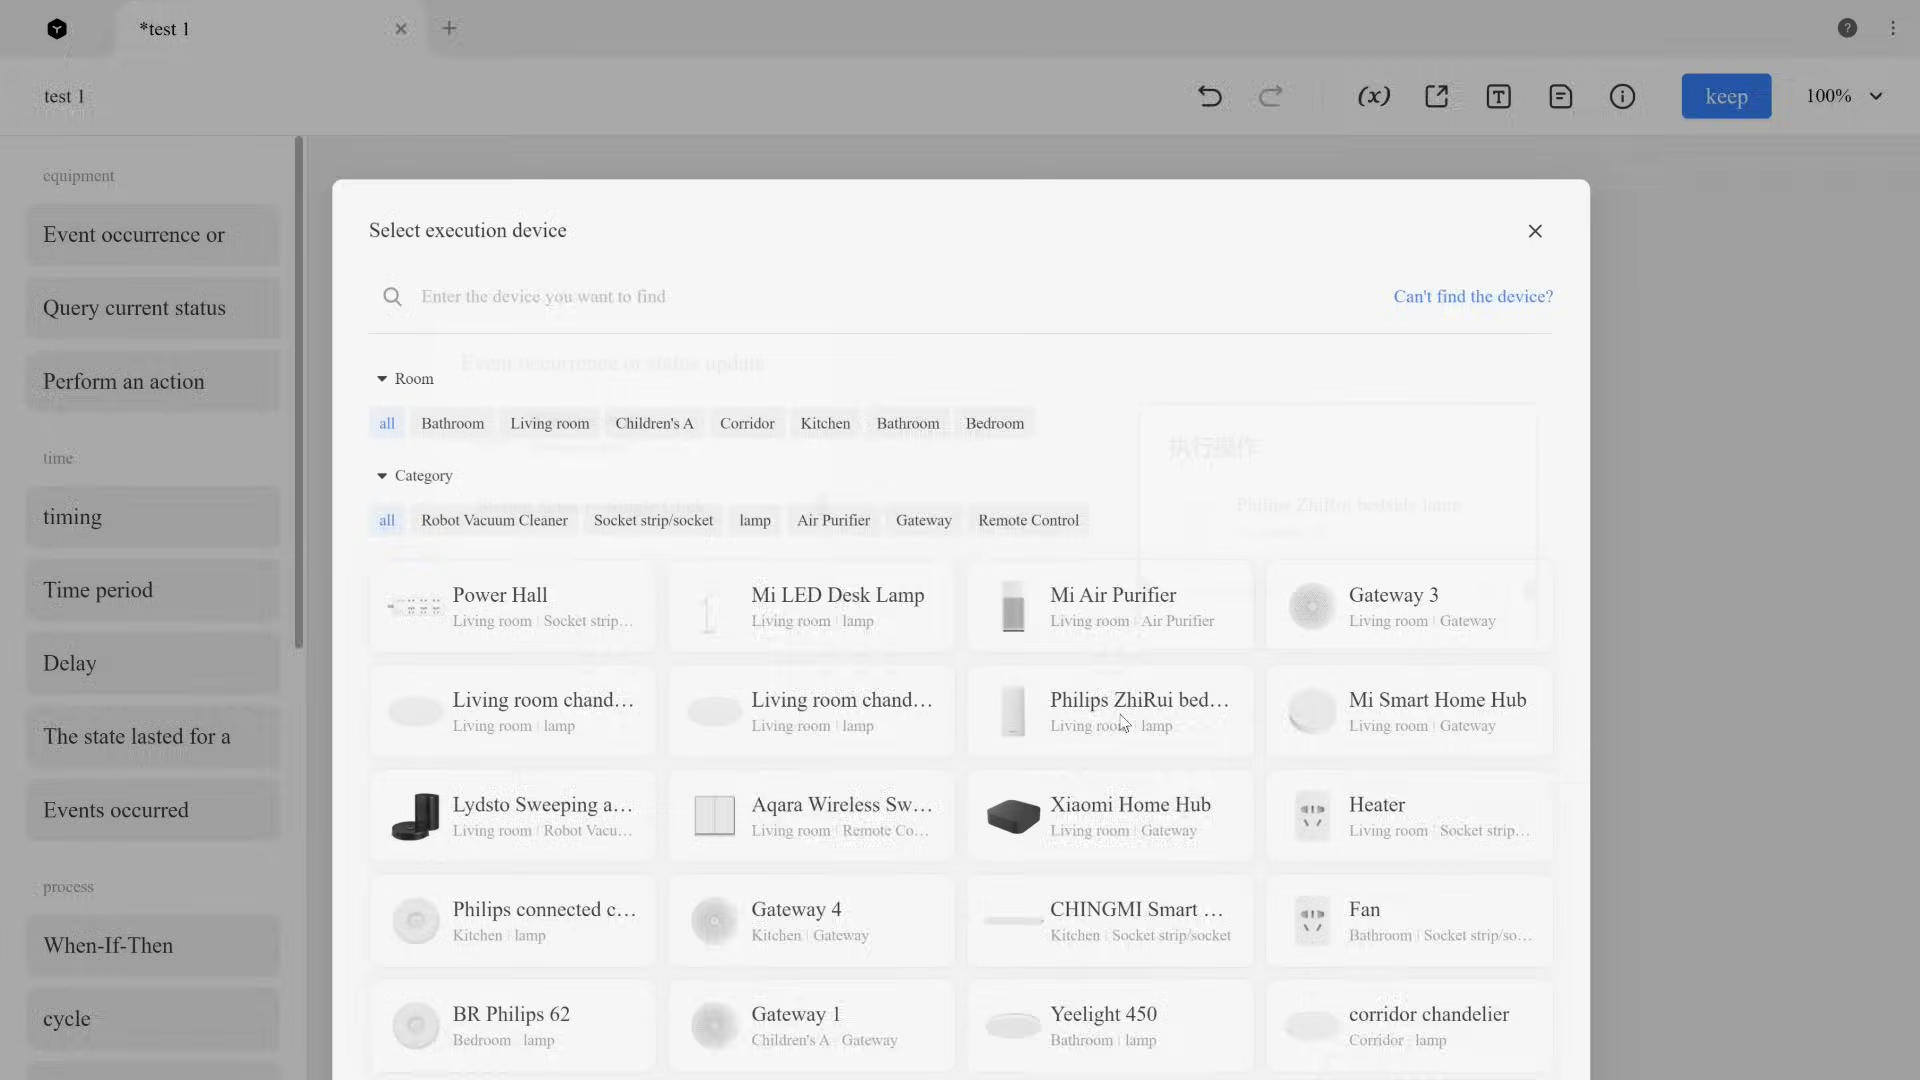 *test 1
test 1
(x)
T
keep
100%
equipment
Event occurrence or
Query current status
Perform an action
time
timing
Time period
Delay
The state lasted for a
Events occurred
process
When-If-Then
cycle
Select execution device
Enter the device you want to find
Can't find the device?
Event occurrence or status update
Room
all Bathroom Living room Children's A Corridor Kitchen Bathroom Bedroom
执行操作
Category
Philips ZhiRui bedside lamp
all Robot Vacuum Cleaner Socket strip/socket lamp Air Purifier Gateway Remote Control
Power Hall
Living room | Socket strip…
Mi LED Desk Lamp
Living room | lamp
Mi Air Purifier
Living room | Air Purifier
Gateway 3
Living room | Gateway
Living room chand…
Living room | lamp
Living room chand…
Living room | lamp
Philips ZhiRui bed…
Living room | lamp
Mi Smart Home Hub
Living room | Gateway
Lydsto Sweeping a…
Living room | Robot Vacu…
Aqara Wireless Sw…
Living room | Remote Co…
Xiaomi Home Hub
Living room | Gateway
Heater
Living room | Socket strip…
Philips connected c…
Kitchen | lamp
Gateway 4
Kitchen | Gateway
CHINGMI Smart …
Kitchen | Socket strip/socket
Fan
Bathroom | Socket strip/so…
BR Philips 62
Bedroom | lamp
Gateway 1
Children's A | Gateway
Yeelight 450
Bathroom | lamp
corridor chandelier
Corridor | lamp